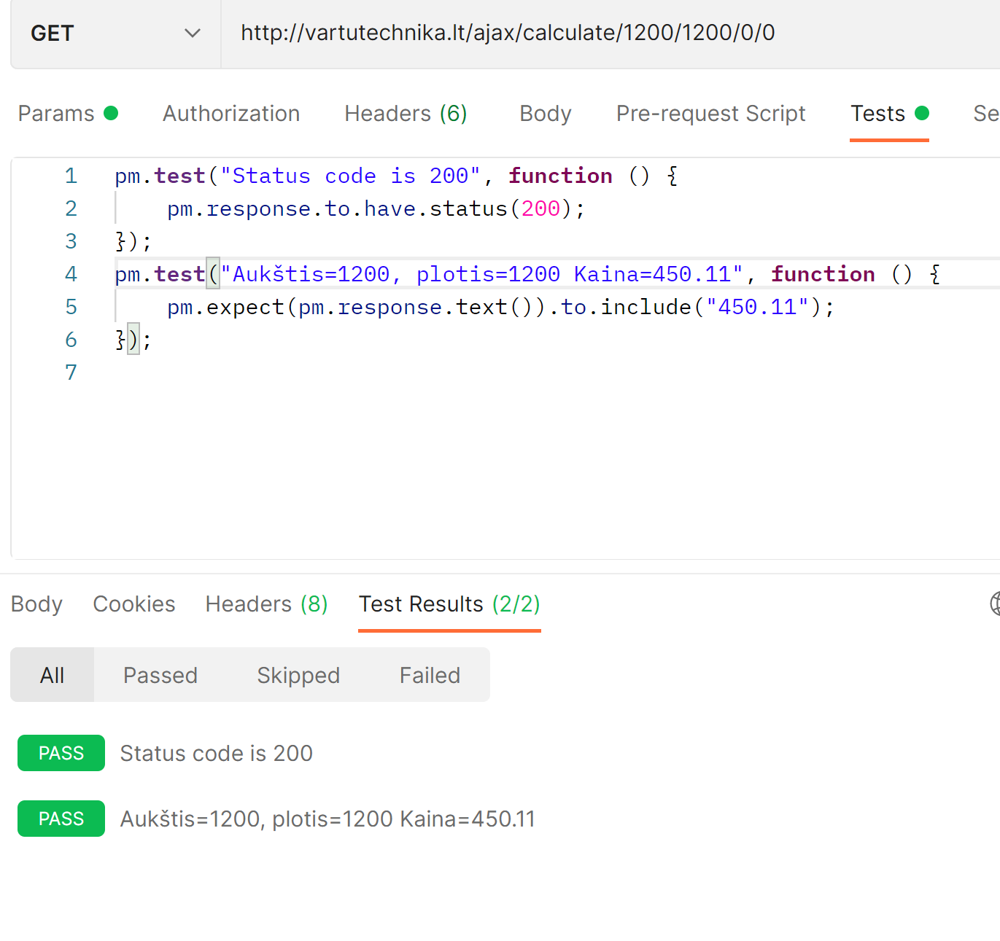 GET http://vartutechnika.lt/ajax/calculate/1200/1200/0/0
Params Authorization Headers (6) Body Pre-request Script Tests Se
1 pm.test("Status code is 200", function () {
2 pm.response.to.have.status(200);
3 });
4 pm.test("Aukštis=1200, plotis=1200 Kaina=450.11", function () {
5 pm.expect(pm.response.text()).to.include("450.11");
6 });
7
Body Cookies Headers (8) Test Results (2/2)
All Passed Skipped Failed
PASS Status code is 200
PASS Aukštis=1200, plotis=1200 Kaina=450.11